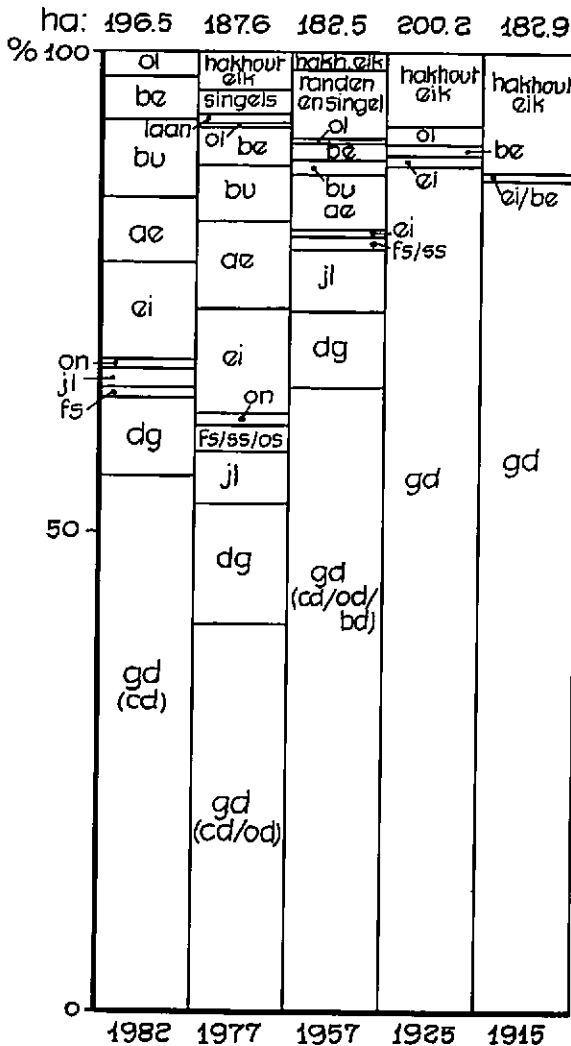 ha: 196.5 187.6 182.5 200.2 182.9
% 100
50
0
ol
be
bu
ae
ei
on
jl
fs
dg
gd
(cd)
hakhout
eik
singels
laan
ol
be
bu
ae
ei
on
fs/ss/os
jl
dg
gd
(cd/od)
hakh.eik
randen
en singel
ol
be
bu
ae
ei
fs/ss
jl
dg
gd
(cd/od/
bd)
hakhout
eik
ol
be
ei
gd
hakhout
eik
ei/be
gd
1982 1977 1957 1925 1915